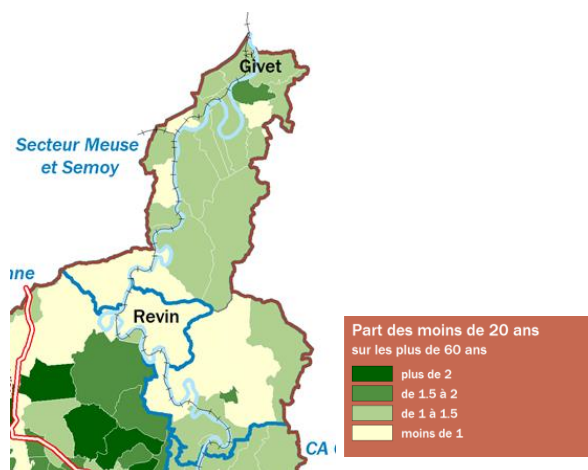 Givet
Secteur Meuse
et Semoy
nne
Revin
Part des moins de 20 ans
sur les plus de 60 ans
plus de 2
de 1.5 à 2
de 1 à 1.5
moins de 1
CA